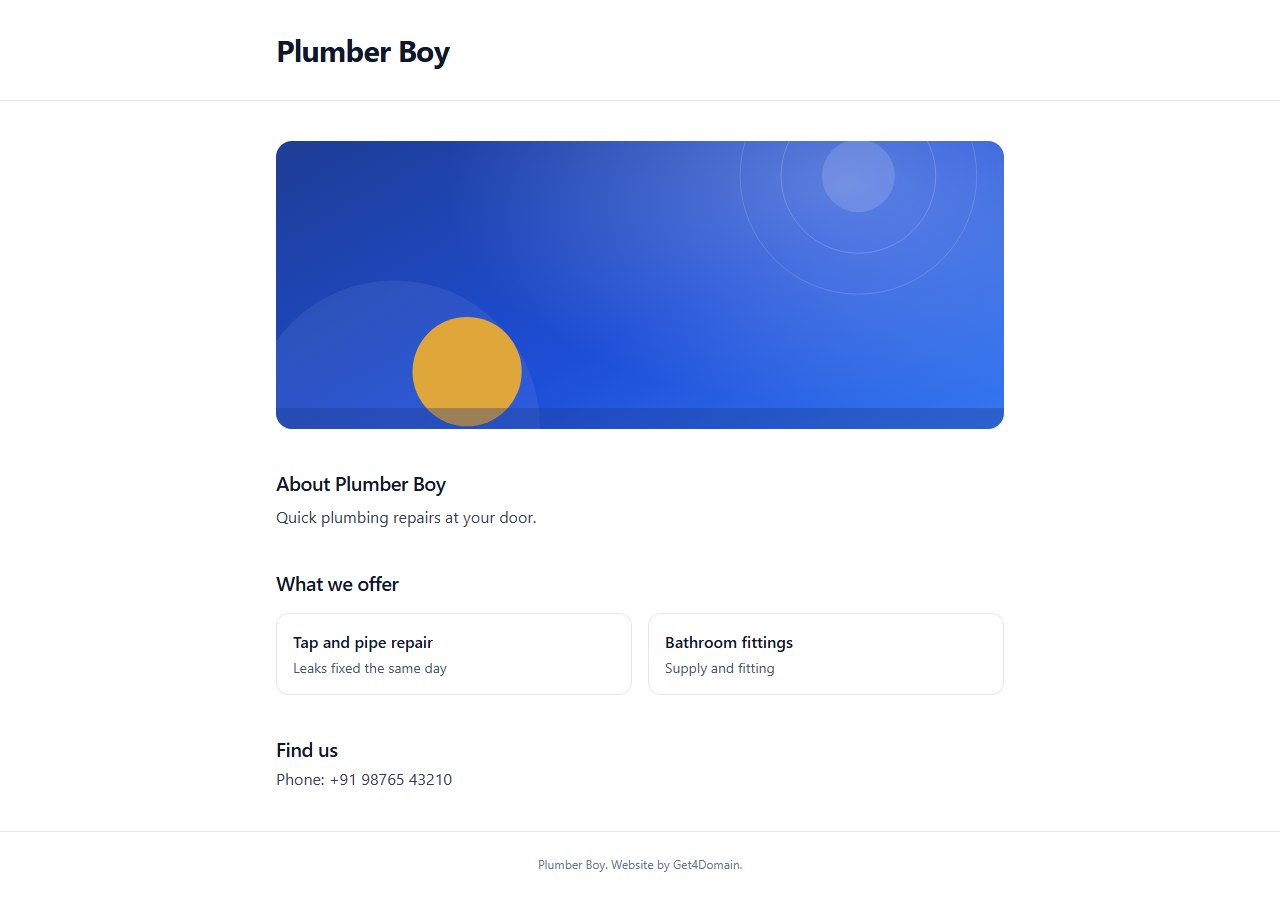 Plumber Boy
About Plumber Boy
Quick plumbing repairs at your door.
What we offer
Tap and pipe repair
Leaks fixed the same day
Bathroom fittings
Supply and fitting
Find us
Phone: +91 98765 43210
Plumber Boy. Website by Get4Domain.